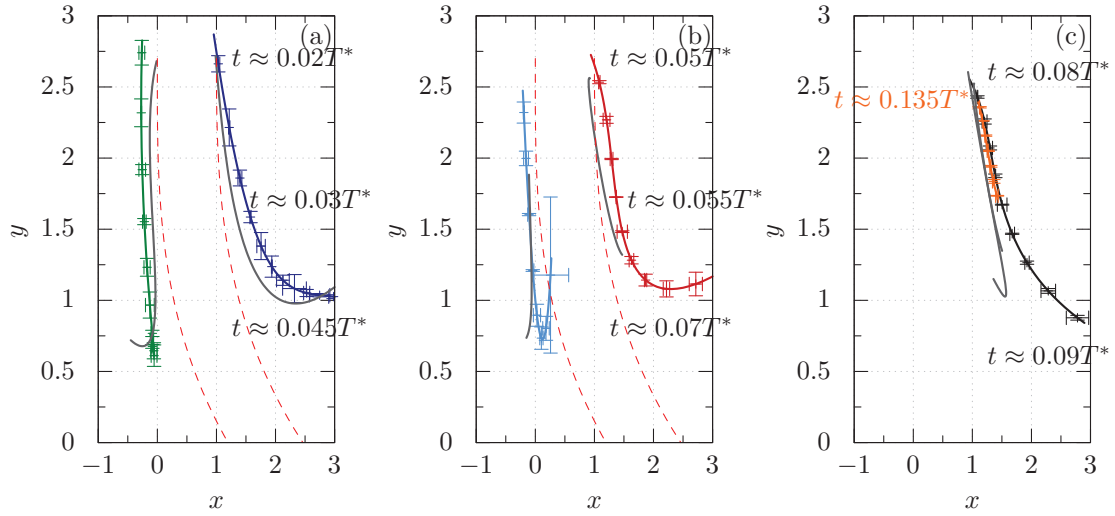 (a)
t ≈ 0.02T*
t ≈ 0.03T*
t ≈ 0.045T*
3
2.5
2
1.5
1
0.5
0
y
−1 0 1 2 3
x
(b)
t ≈ 0.05T*
t ≈ 0.055T*
t ≈ 0.07T*
3
2.5
2
1.5
1
0.5
0
y
−1 0 1 2 3
x
(c)
t ≈ 0.08T*
t ≈ 0.135T*
t ≈ 0.09T*
3
2.5
2
1.5
1
0.5
0
y
−1 0 1 2 3
x